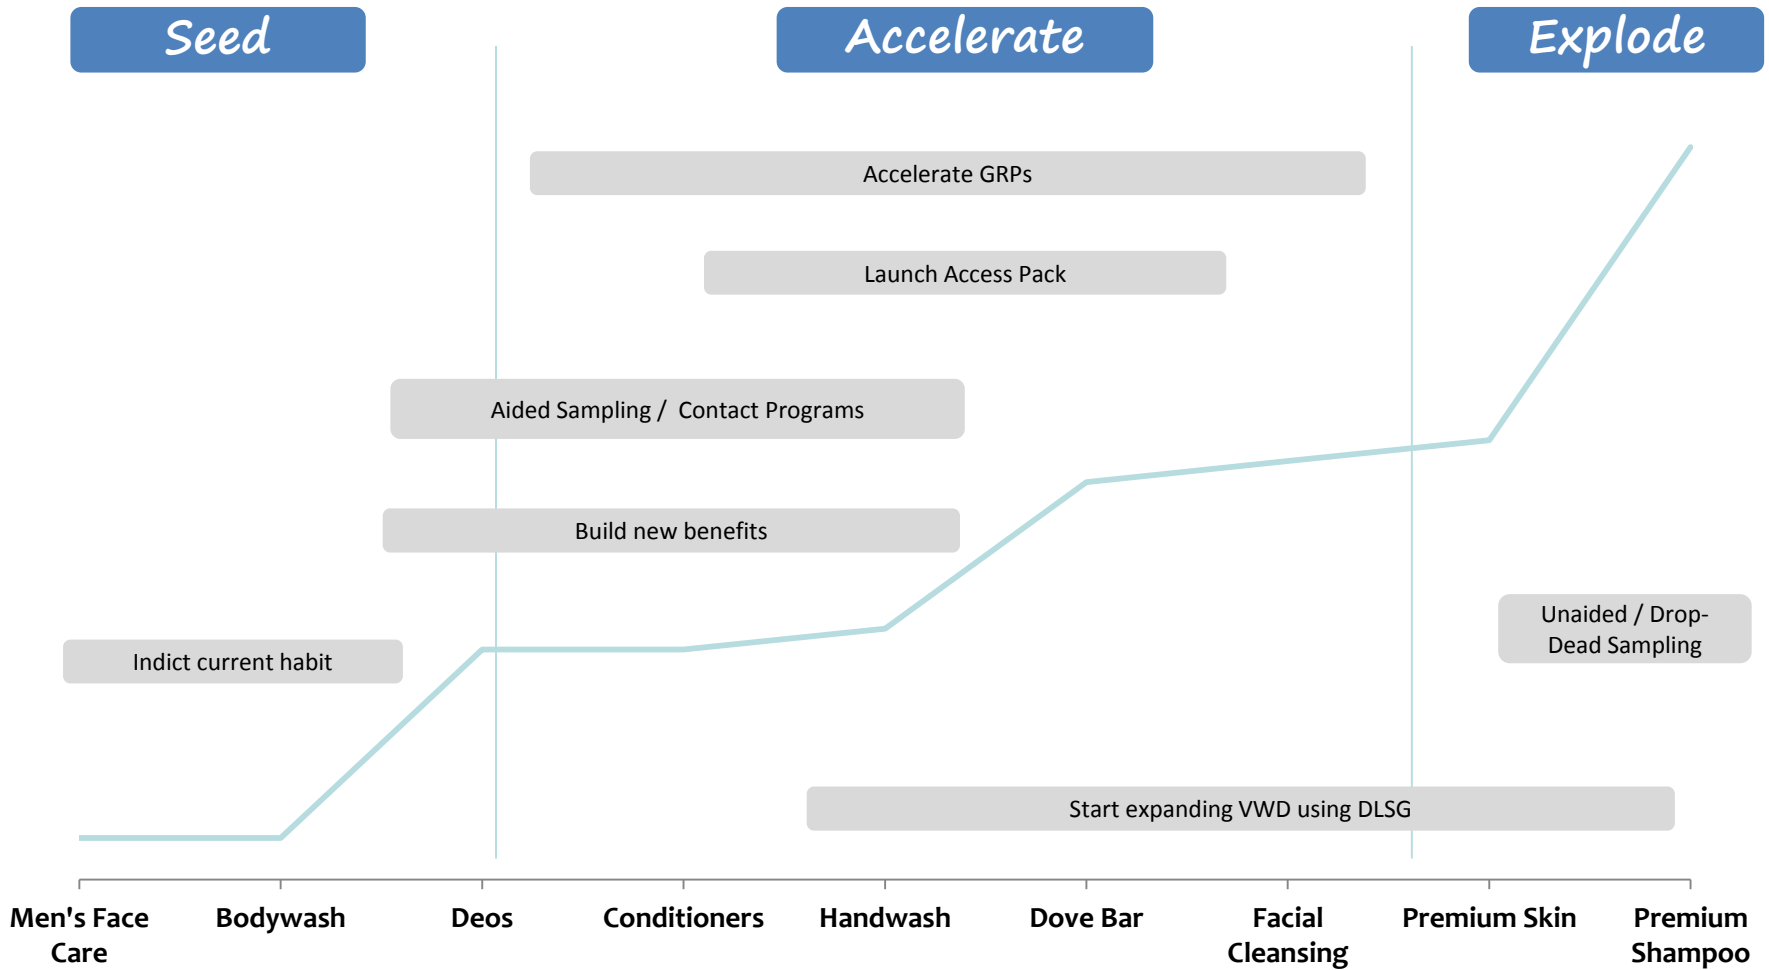 Seed
Accelerate
Explode
Accelerate GRPs
Launch Access Pack
Aided Sampling / Contact Programs
Build new benefits
Unaided / Drop-
Dead Sampling
Indict current habit
Start expanding VWD using DLSG
Men's Face
Care
Bodywash
Deos
Conditioners
Handwash
Dove Bar
Facial
Cleansing
Premium Skin
Premium
Shampoo